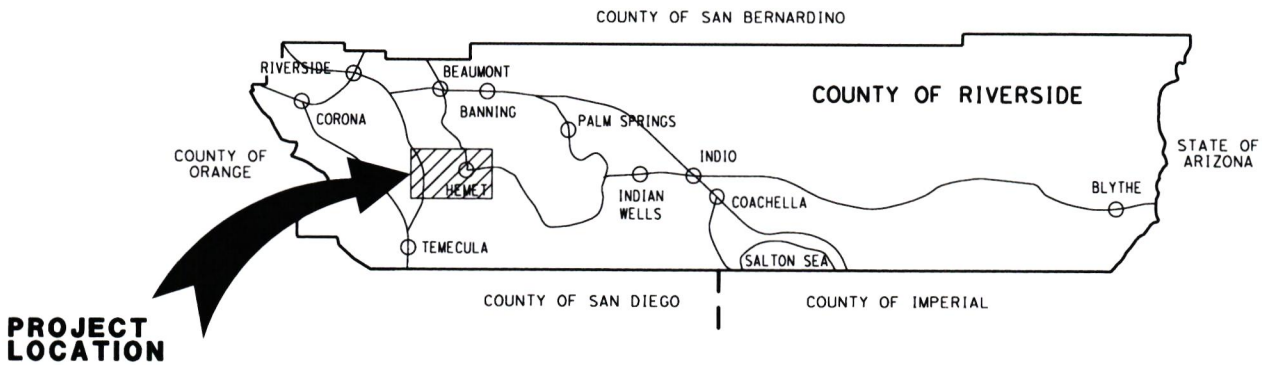 COUNTY OF SAN BERNARDINO
RIVERSIDE
BEAUMONT
COUNTY OF RIVERSIDE
BANNING
CORONA
PALM SPRINGS
STATE OF
ARIZONA
COUNTY OF
ORANGE
INDIO
HEMET
INDIAN
WELLS
COACHELLA
BLYTHE
TEMECULA
SALTON SEA
COUNTY OF SAN DIEGO
COUNTY OF IMPERIAL
PROJECT
LOCATION